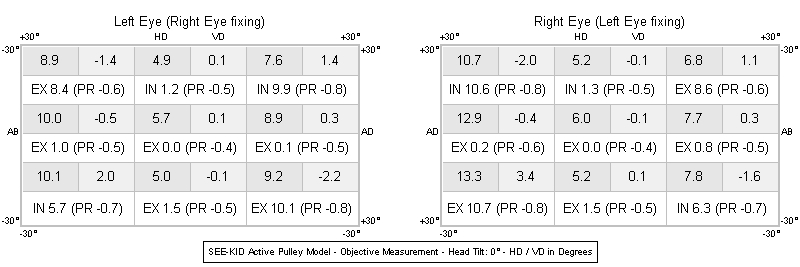 Left Eye (Right Eye fixing)
Right Eye (Left Eye fixing)
+30° HD VD +30°
+30° HD VD +30°
-30° 8.9 -1.4 4.9 0.1 7.6 1.4 -30°
-30° 10.7 -2.0 5.2 -0.1 6.8 1.1 -30°
EX 8.4 (PR -0.6) IN 1.2 (PR -0.5) IN 9.9 (PR -0.8)
IN 10.6 (PR -0.8) IN 1.3 (PR -0.5) EX 8.6 (PR -0.6)
10.0 -0.5 5.7 0.1 8.9 0.3
12.9 -0.4 6.0 -0.1 7.7 0.3
AB AD
AD AB
EX 1.0 (PR -0.5) EX 0.0 (PR -0.4) EX 0.1 (PR -0.5)
EX 0.2 (PR -0.6) EX 0.0 (PR -0.4) EX 0.8 (PR -0.5)
10.1 2.0 5.0 -0.1 9.2 -2.2
13.3 3.4 5.2 0.1 7.8 -1.6
IN 5.7 (PR -0.7) EX 1.5 (PR -0.5) EX 10.1 (PR -0.8)
EX 10.7 (PR -0.8) EX 1.5 (PR -0.5) IN 6.3 (PR -0.7)
-30° +30°
+30° -30°
-30° -30°
-30° -30°
SEE-KID Active Pulley Model - Objective Measurement - Head Tilt: 0° - HD / VD in Degrees